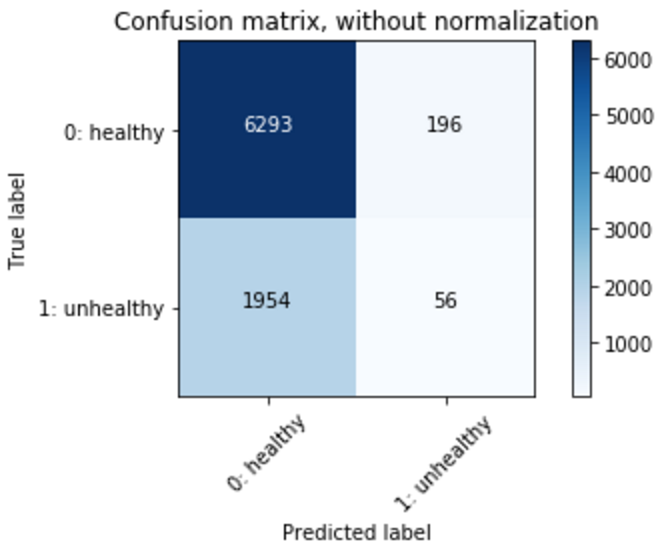 Confusion matrix, without normalization
True label
0: healthy
6293
196
1: unhealthy
1954
56
0: healthy
1: unhealthy
Predicted label
6000
5000
4000
3000
2000
1000